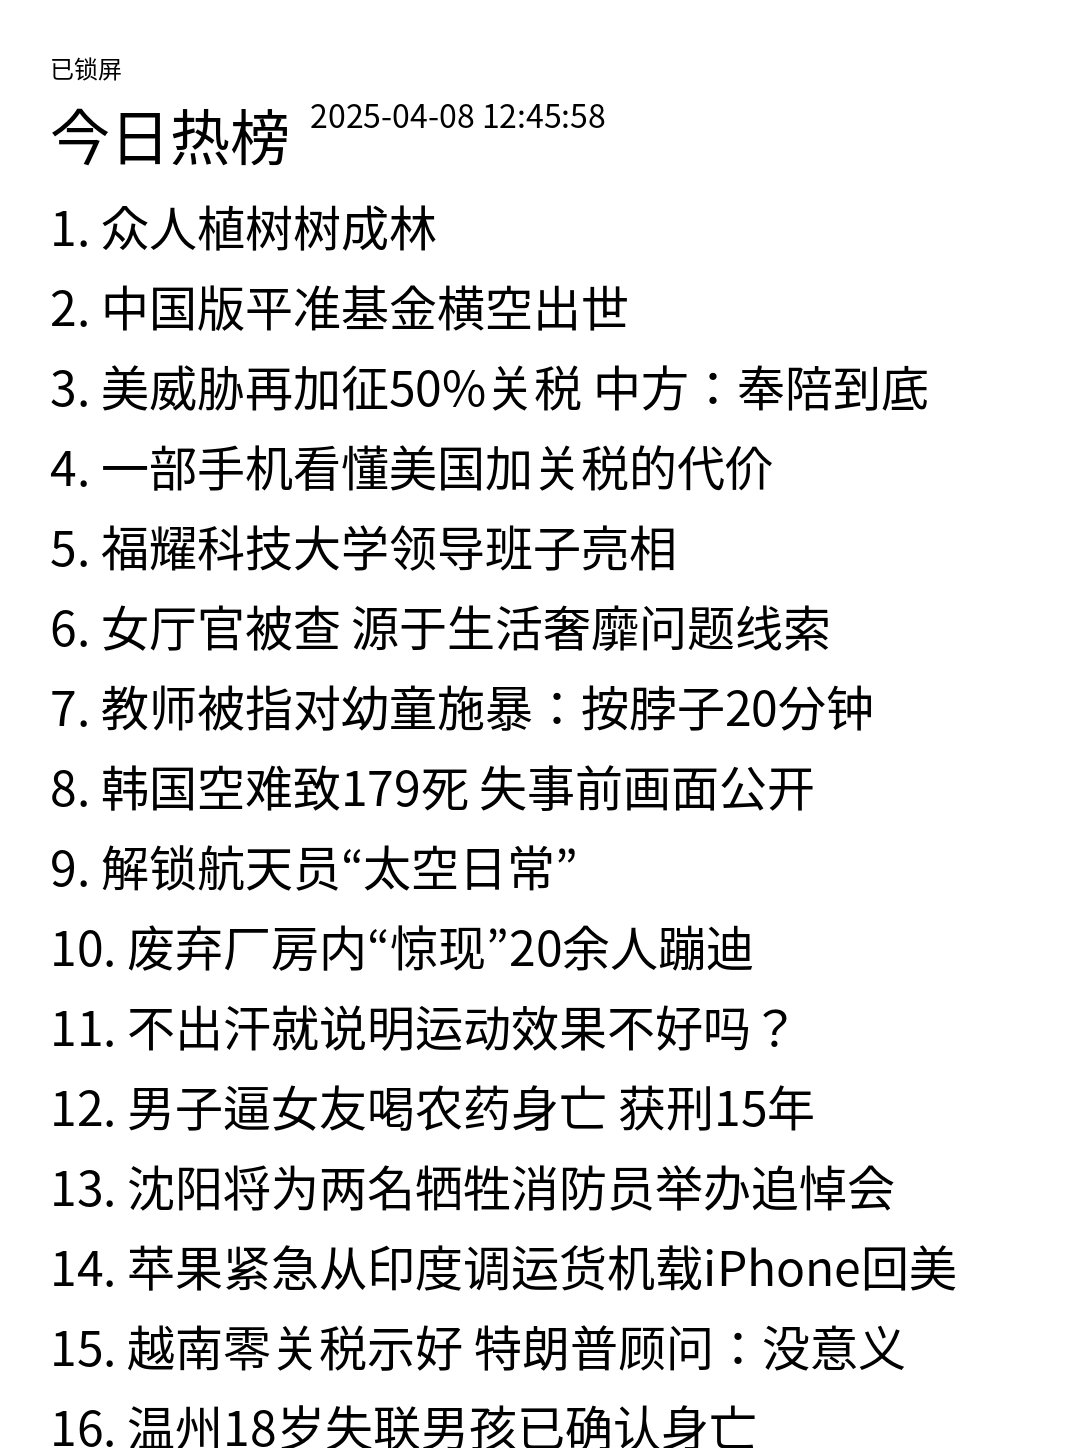 已锁屏
今日热榜 2025-04-08 12:45:58
1. 众人植树树成林
2. 中国版平准基金横空出世
3. 美威胁再加征50%关税 中方：奉陪到底
4. 一部手机看懂美国加关税的代价
5. 福耀科技大学领导班子亮相
6. 女厅官被查 源于生活奢靡问题线索
7. 教师被指对幼童施暴：按脖子20分钟
8. 韩国空难致179死 失事前画面公开
9. 解锁航天员“太空日常”
10. 废弃厂房内“惊现”20余人蹦迪
11. 不出汗就说明运动效果不好吗？
12. 男子逼女友喝农药身亡 获刑15年
13. 沈阳将为两名牺牲消防员举办追悼会
14. 苹果紧急从印度调运货机载iPhone回美
15. 越南零关税示好 特朗普顾问：没意义
16. 温州18岁失联男孩已确认身亡